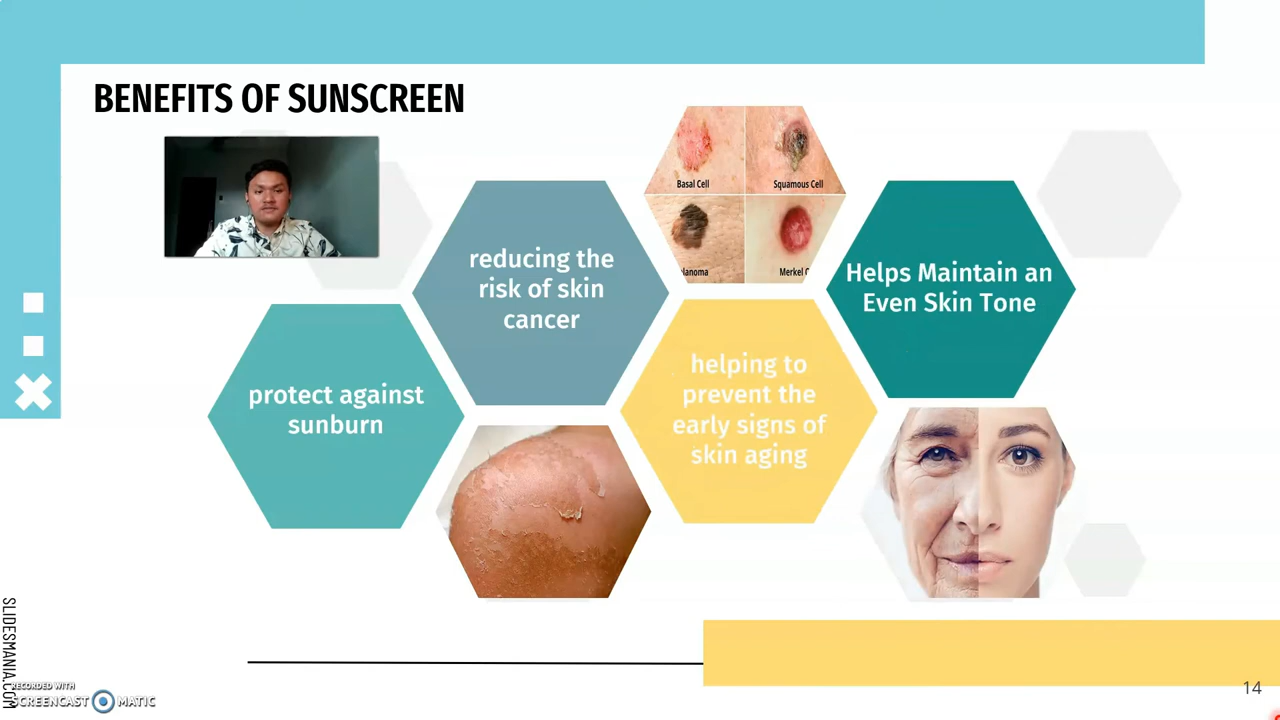 BENEFITS OF SUNSCREEN
Basal Cell
Squamous Cell
lanoma
Merkel C
reducing the
risk of skin
cancer
Helps Maintain an
Even Skin Tone
protect against
sunburn
helping to
prevent the
early signs of
skin aging
SLIDESMANIA.COM
RECORDED WITH
SCREENCAST MATIC
14